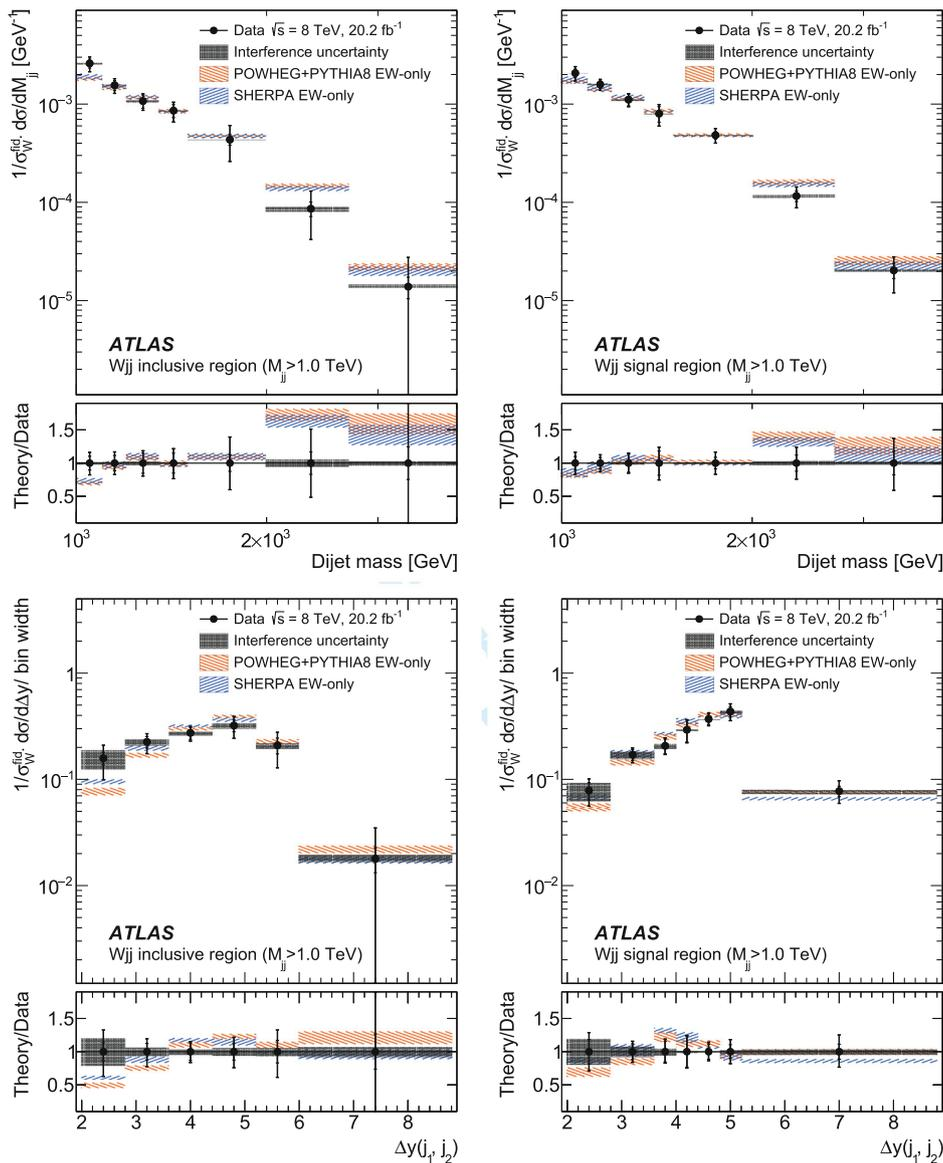 1/σ_W^fid· dσ/dM_jj [GeV⁻¹]
Data √s = 8 TeV, 20.2 fb⁻¹
Interference uncertainty
POWHEG+PYTHIA8 EW-only
SHERPA EW-only
10⁻³
10⁻⁴
10⁻⁵
ATLAS
Wjj inclusive region (M_jj>1.0 TeV)
Theory/Data
1.5
1
0.5
10³
2×10³
Dijet mass [GeV]
1/σ_W^fid· dσ/dM_jj [GeV⁻¹]
Data √s = 8 TeV, 20.2 fb⁻¹
Interference uncertainty
POWHEG+PYTHIA8 EW-only
SHERPA EW-only
10⁻³
10⁻⁴
10⁻⁵
ATLAS
Wjj signal region (M_jj>1.0 TeV)
Theory/Data
1.5
1
0.5
10³
2×10³
Dijet mass [GeV]
1/σ_W^fid· dσ/dΔy/ bin width
Data √s = 8 TeV, 20.2 fb⁻¹
Interference uncertainty
POWHEG+PYTHIA8 EW-only
SHERPA EW-only
1
10⁻¹
10⁻²
ATLAS
Wjj inclusive region (M_jj>1.0 TeV)
Theory/Data
1.5
1
0.5
2 3 4 5 6 7 8
Δy(j₁, j₂)
1/σ_W^fid· dσ/dΔy/ bin width
Data √s = 8 TeV, 20.2 fb⁻¹
Interference uncertainty
POWHEG+PYTHIA8 EW-only
SHERPA EW-only
1
10⁻¹
10⁻²
ATLAS
Wjj signal region (M_jj>1.0 TeV)
Theory/Data
1.5
1
0.5
2 3 4 5 6 7 8
Δy(j₁, j₂)